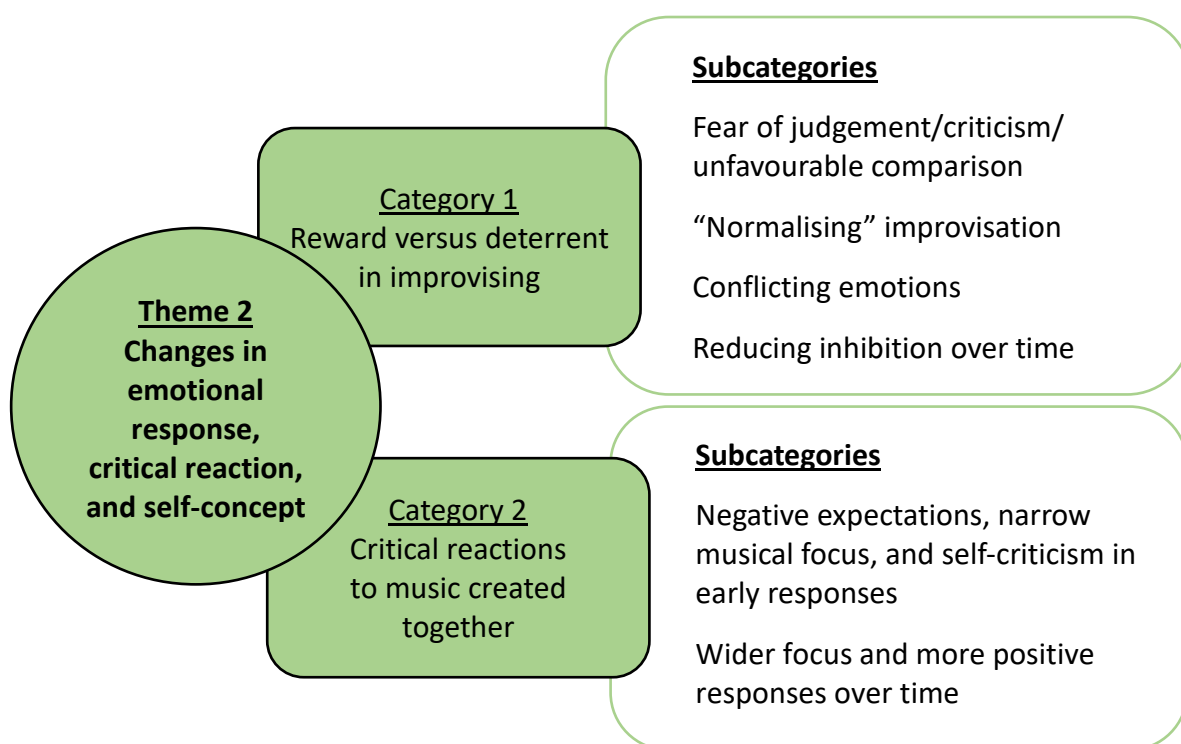 Theme 2
Changes in
emotional
response,
critical reaction,
and self-concept
Category 1
Reward versus deterrent
in improvising
Subcategories
Fear of judgement/criticism/
unfavourable comparison
“Normalising” improvisation
Conflicting emotions
Reducing inhibition over time
Category 2
Critical reactions
to music created
together
Subcategories
Negative expectations, narrow
musical focus, and self-criticism in
early responses
Wider focus and more positive
responses over time